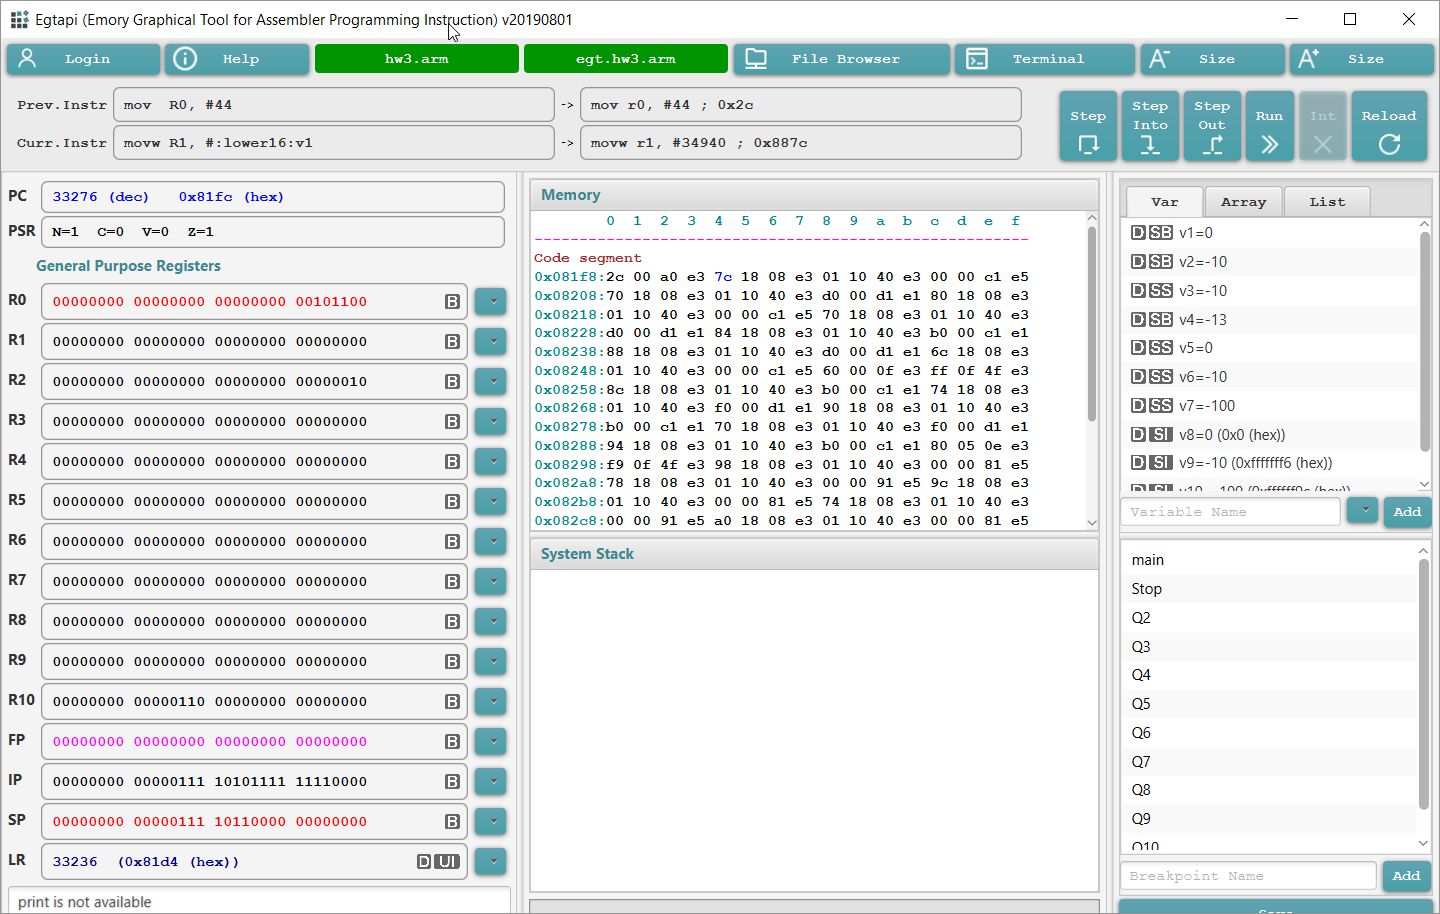 Egtapi (Emory Graphical Tool for Assembler Programming Instruction) v20190801
Login Help hw3.arm egt.hw3.arm File Browser Terminal A- Size A+ Size
Prev.Instr mov  R0, #44 -> mov r0, #44 ; 0x2c
Curr.Instr movw R1, #:lower16:v1 -> movw r1, #34940 ; 0x887c
Step
Step Into
Step Out
Run
Int
Reload
PC 33276 (dec)   0x81fc (hex)
PSR N=1  C=0  V=0  Z=1
General Purpose Registers
R0 00000000 00000000 00000000 00101100 B
R1 00000000 00000000 00000000 00000000 B
R2 00000000 00000000 00000000 00000010 B
R3 00000000 00000000 00000000 00000000 B
R4 00000000 00000000 00000000 00000000 B
R5 00000000 00000000 00000000 00000000 B
R6 00000000 00000000 00000000 00000000 B
R7 00000000 00000000 00000000 00000000 B
R8 00000000 00000000 00000000 00000000 B
R9 00000000 00000000 00000000 00000000 B
R10 00000000 00000110 00000000 00000000 B
FP 00000000 00000000 00000000 00000000 B
IP 00000000 00000111 10101111 11110000 B
SP 00000000 00000111 10110000 00000000 B
LR 33236  (0x81d4 (hex)) D UI
print is not available
Memory
0 1 2 3 4 5 6 7 8 9 a b c d e f
-------------------------------------------------------
Code segment
0x081f8:2c 00 a0 e3 7c 18 08 e3 01 10 40 e3 00 00 c1 e5
0x08208:70 18 08 e3 01 10 40 e3 d0 00 d1 e1 80 18 08 e3
0x08218:01 10 40 e3 00 00 c1 e5 70 18 08 e3 01 10 40 e3
0x08228:d0 00 d1 e1 84 18 08 e3 01 10 40 e3 b0 00 c1 e1
0x08238:88 18 08 e3 01 10 40 e3 d0 00 d1 e1 6c 18 08 e3
0x08248:01 10 40 e3 00 00 c1 e5 60 00 0f e3 ff 0f 4f e3
0x08258:8c 18 08 e3 01 10 40 e3 b0 00 c1 e1 74 18 08 e3
0x08268:01 10 40 e3 f0 00 d1 e1 90 18 08 e3 01 10 40 e3
0x08278:b0 00 c1 e1 70 18 08 e3 01 10 40 e3 f0 00 d1 e1
0x08288:94 18 08 e3 01 10 40 e3 b0 00 c1 e1 80 05 0e e3
0x08298:f9 0f 4f e3 98 18 08 e3 01 10 40 e3 00 00 81 e5
0x082a8:78 18 08 e3 01 10 40 e3 00 00 91 e5 9c 18 08 e3
0x082b8:01 10 40 e3 00 00 81 e5 74 18 08 e3 01 10 40 e3
0x082c8:00 00 91 e5 a0 18 08 e3 01 10 40 e3 00 00 81 e5
System Stack
Var Array List
D SB v1=0
D SB v2=-10
D SS v3=-10
D SB v4=-13
D SS v5=0
D SS v6=-10
D SS v7=-100
D SI v8=0 (0x0 (hex))
D SI v9=-10 (0xfffffff6 (hex))
D SI v10=-100 (0xffffff9c (hex))
Variable Name Add
main
Stop
Q2
Q3
Q4
Q5
Q6
Q7
Q8
Q9
Q10
Breakpoint Name Add